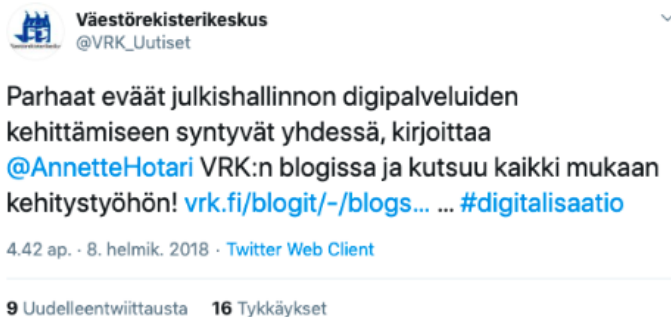 Väestörekisterikeskus
@VRK_Uutiset
Parhaat eväät julkishallinnon digipalveluiden
kehittämiseen syntyvät yhdessä, kirjoittaa
@AnnetteHotari VRK:n blogissa ja kutsuu kaikki mukaan
kehitystyöhön! vrk.fi/blogit/-/blogs... ... #digitalisaatio
4.42 ap. · 8. helmik. 2018 · Twitter Web Client
9 Uudelleentwiittausta 16 Tykkäykset